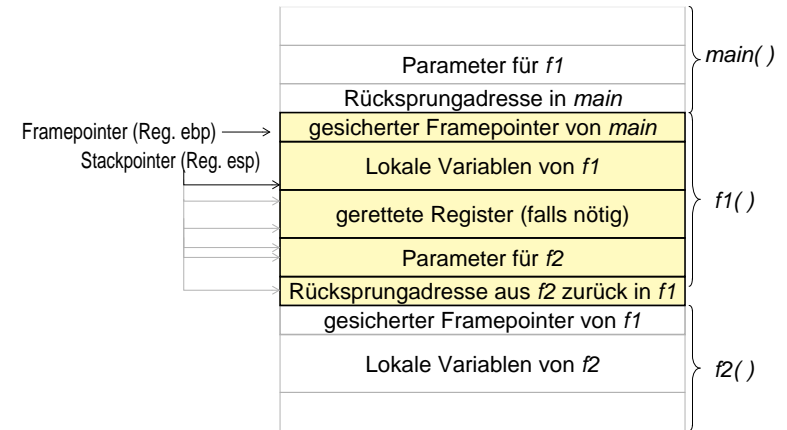 Parameter für f1
main( )
Rücksprungadresse in main
Framepointer (Reg. ebp)
gesicherter Framepointer von main
Stackpointer (Reg. esp)
Lokale Variablen von f1
gerettete Register (falls nötig)
f1( )
Parameter für f2
Rücksprungadresse aus f2 zurück in f1
gesicherter Framepointer von f1
Lokale Variablen von f2
f2( )